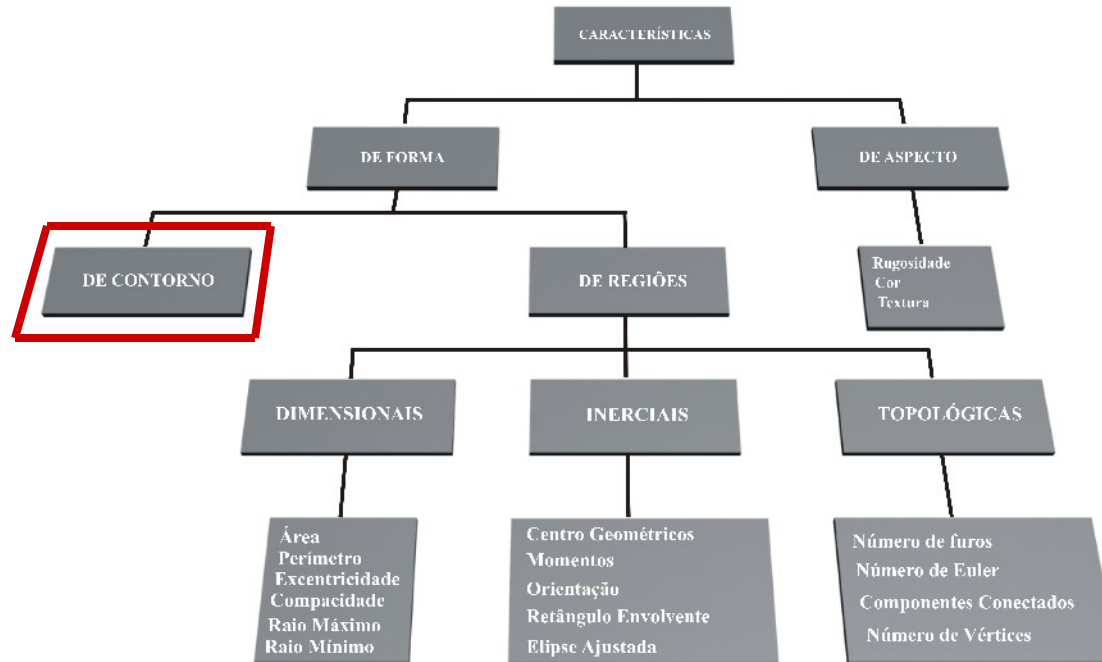 CARACTERÍSTICAS
DE FORMA
DE ASPECTO
DE CONTORNO
DE REGIÕES
Rugosidade
Cor
Textura
DIMENSIONAIS
INERCIAIS
TOPOLÓGICAS
Área
Perímetro
Excentricidade
Compacidade
Raio Máximo
Raio Mínimo
Centro Geométricos
Momentos
Orientação
Retângulo Envolvente
Elipse Ajustada
Número de furos
Número de Euler
Componentes Conectados
Número de Vértices